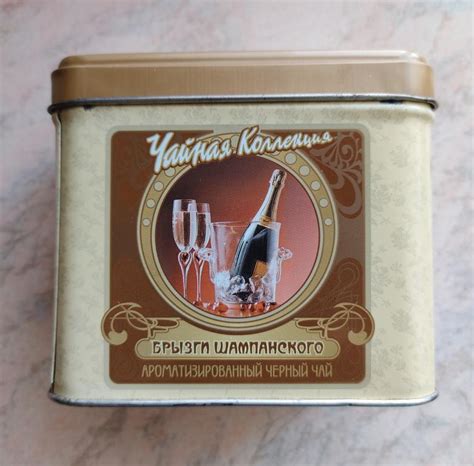 Чайная Коллекция
БРЫЗГИ ШАМПАНСКОГО
АРОМАТИЗИРОВАННЫЙ ЧЕРНЫЙ ЧАЙ